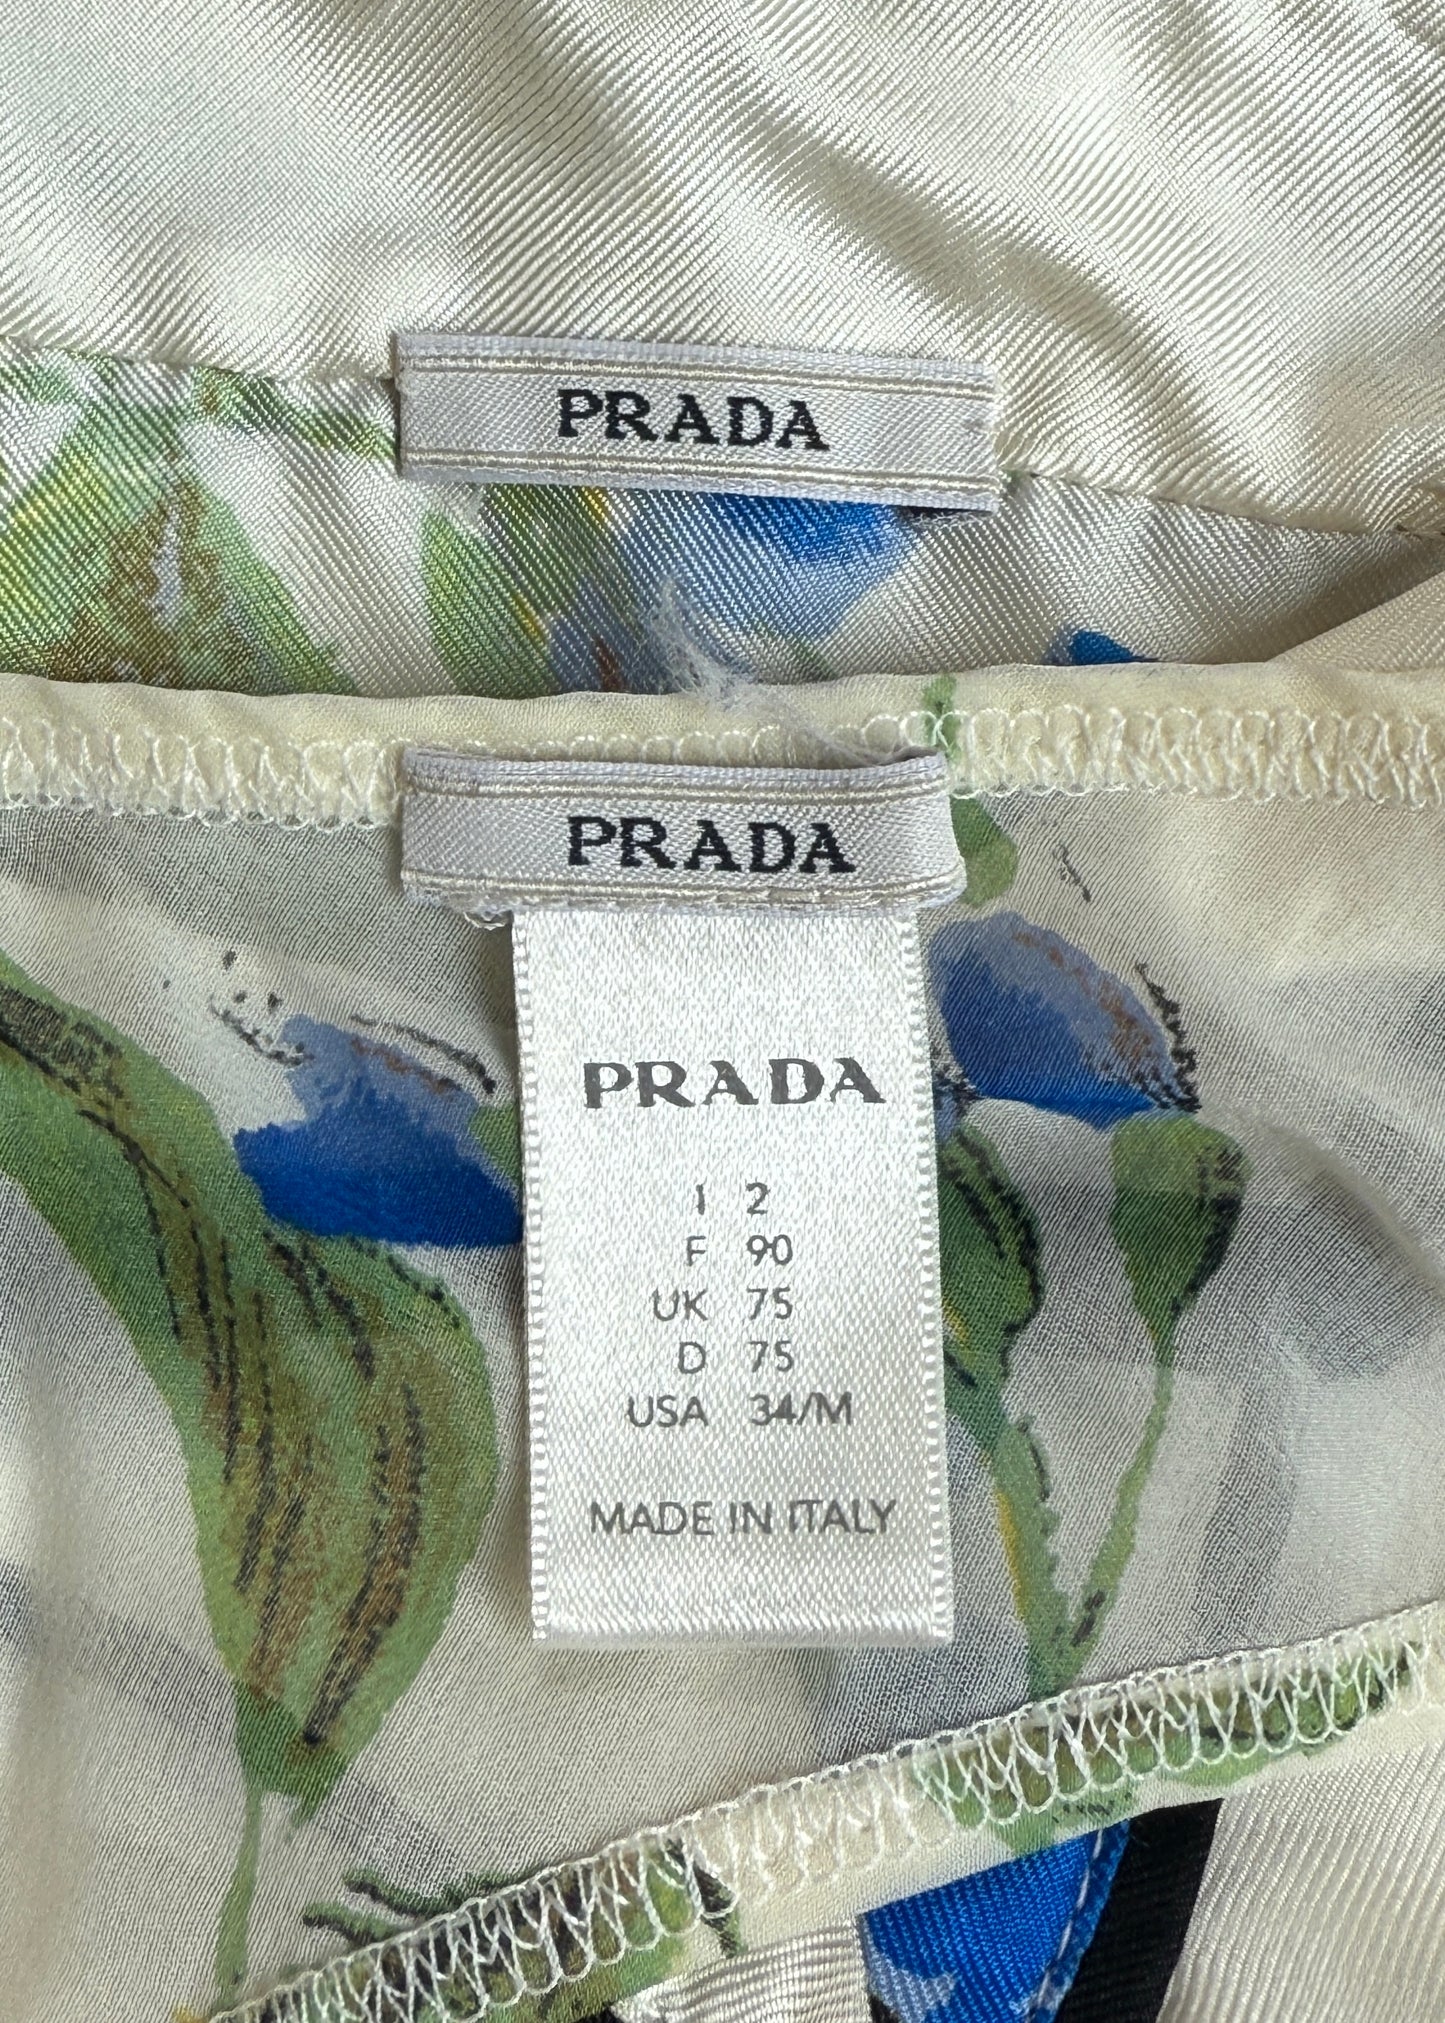 PRADA
PRADA
PRADA
I 2
F 90
UK 75
D 75
USA 34/M
MADE IN ITALY